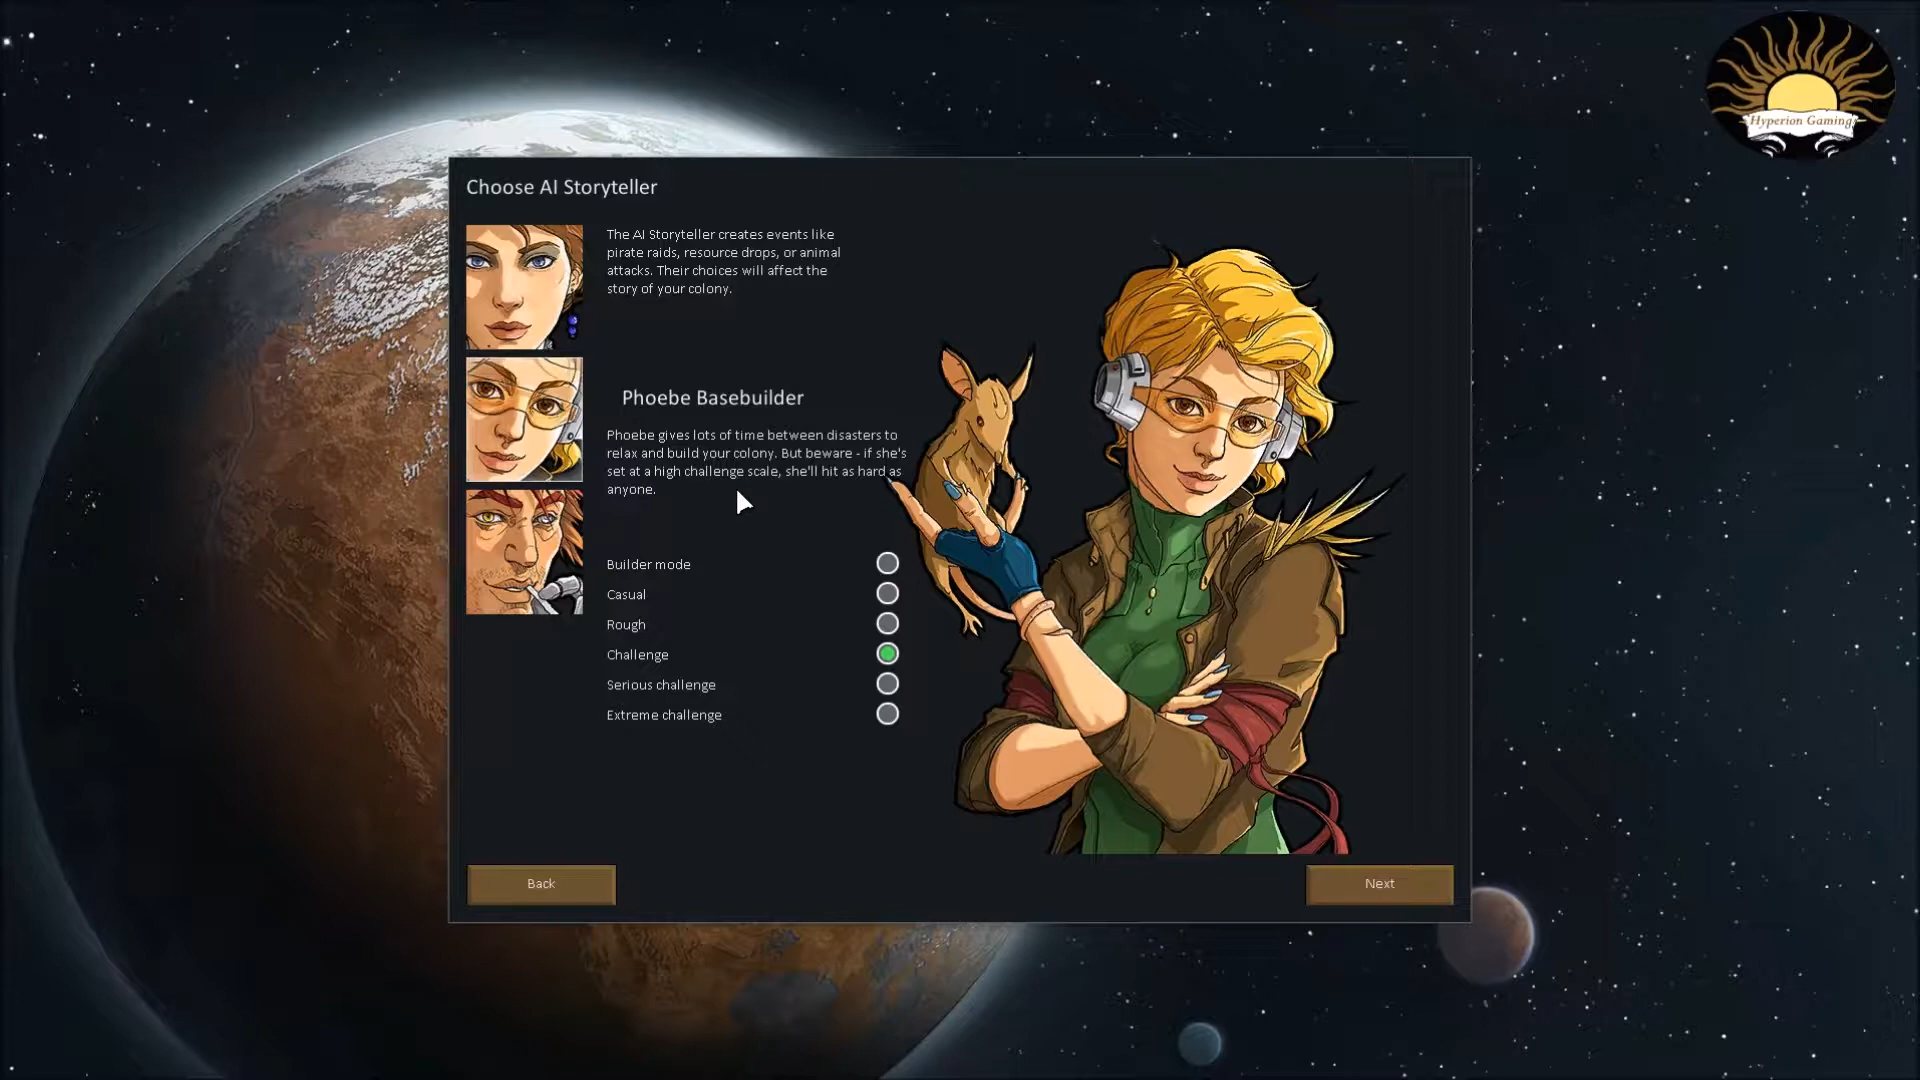 Hyperion Gaming
Choose AI Storyteller
The AI Storyteller creates events like
pirate raids, resource drops, or animal
attacks. Their choices will affect the
story of your colony.
Phoebe Basebuilder
Phoebe gives lots of time between disasters to
relax and build your colony. But beware - if she's
set at a high challenge scale, she'll hit as hard as
anyone.
Builder mode
Casual
Rough
Challenge
Serious challenge
Extreme challenge
Back
Next